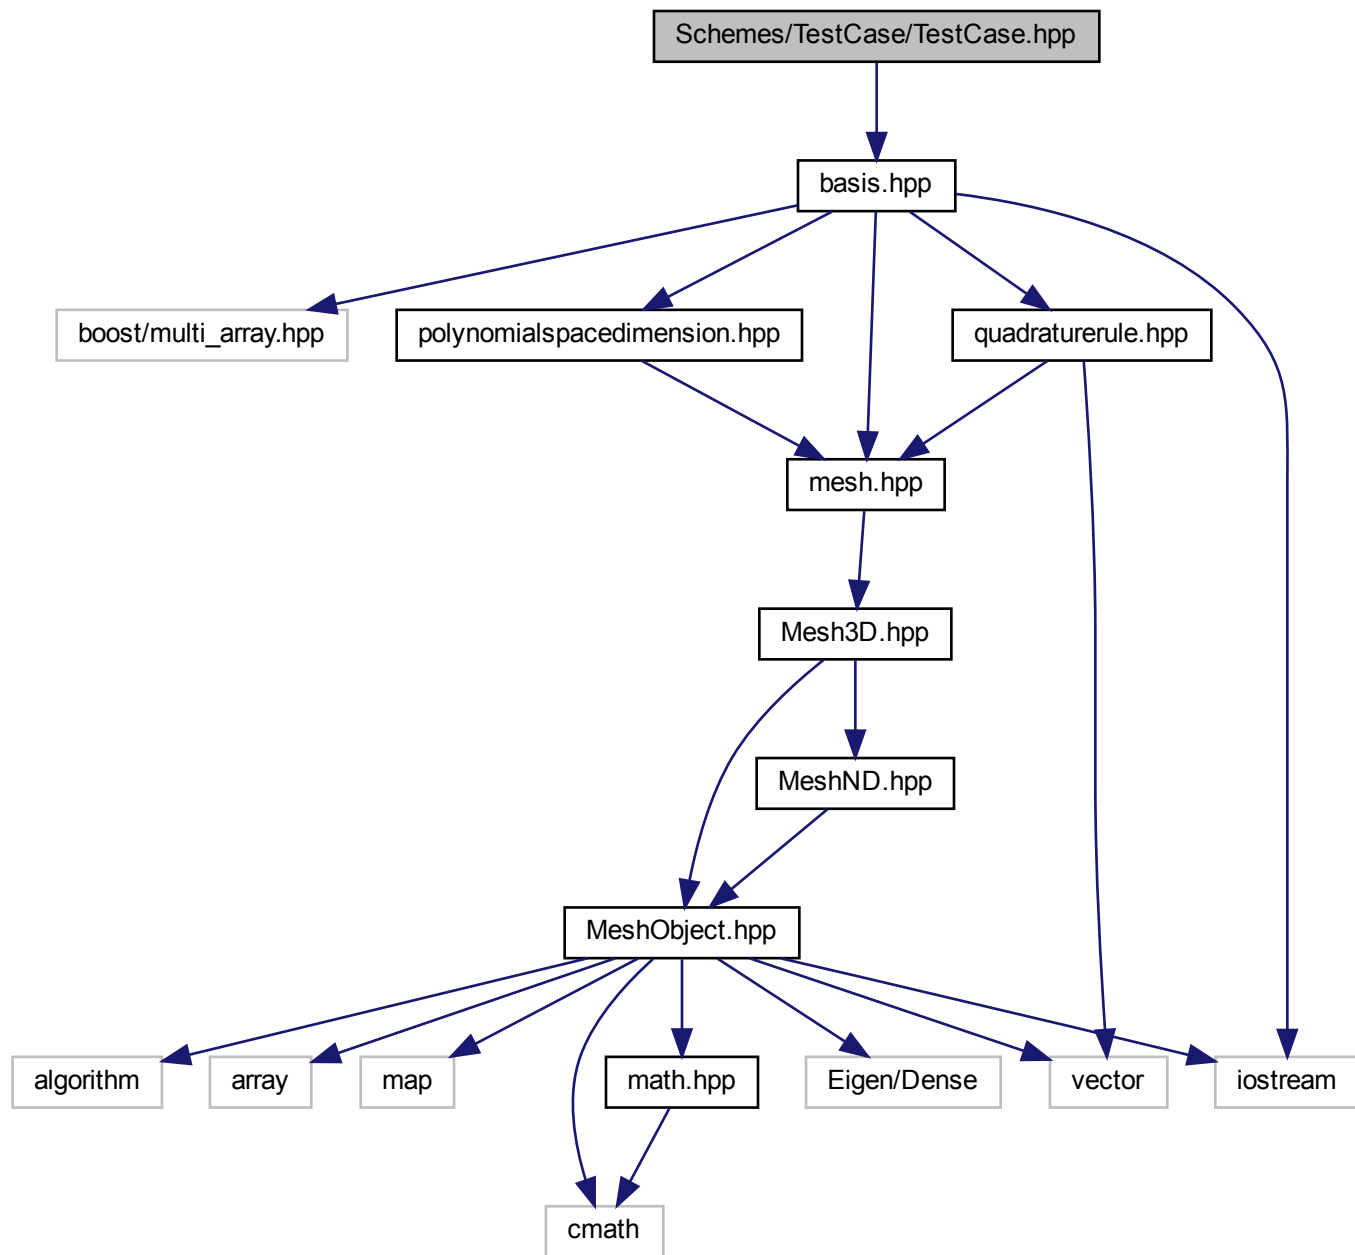 Schemes/TestCase/TestCase.hpp
basis.hpp
boost/multi_array.hpp
polynomialspacedimension.hpp
quadraturerule.hpp
mesh.hpp
Mesh3D.hpp
MeshND.hpp
MeshObject.hpp
algorithm
array
map
math.hpp
Eigen/Dense
vector
iostream
cmath